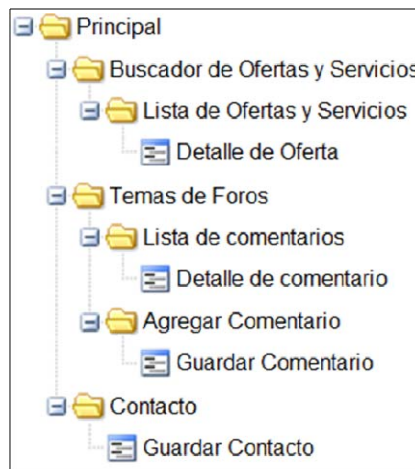 Principal
Buscador de Ofertas y Servicios
Lista de Ofertas y Servicios
Detalle de Oferta
Temas de Foros
Lista de comentarios
Detalle de comentario
Agregar Comentario
Guardar Comentario
Contacto
Guardar Contacto